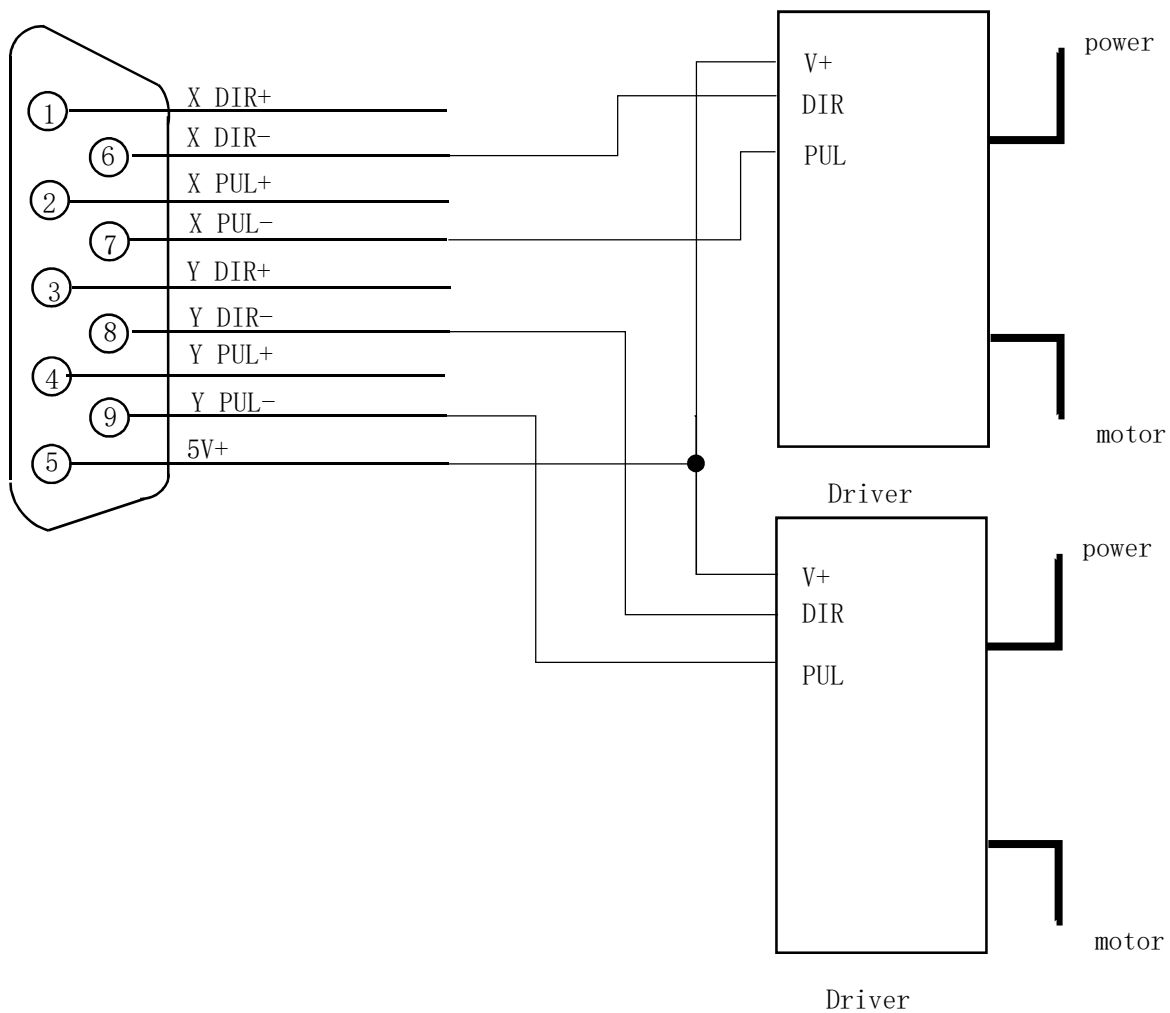 1 X DIR+
6 X DIR-
2 X PUL+
7 X PUL-
3 Y DIR+
8 Y DIR-
4 Y PUL+
9 Y PUL-
5 5V+
V+
DIR
PUL
power
motor
Driver
V+
DIR
PUL
power
motor
Driver